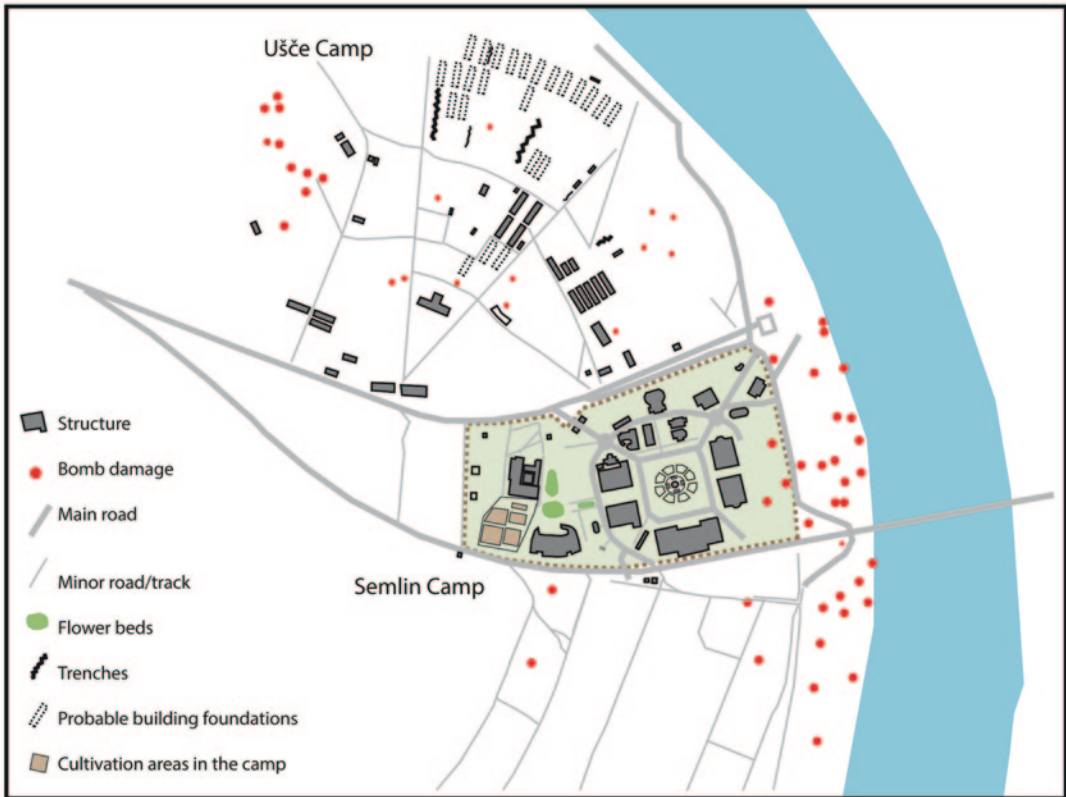 Ušče Camp
Semlin Camp
Structure
Bomb damage
Main road
Minor road/track
Flower beds
Trenches
Probable building foundations
Cultivation areas in the camp